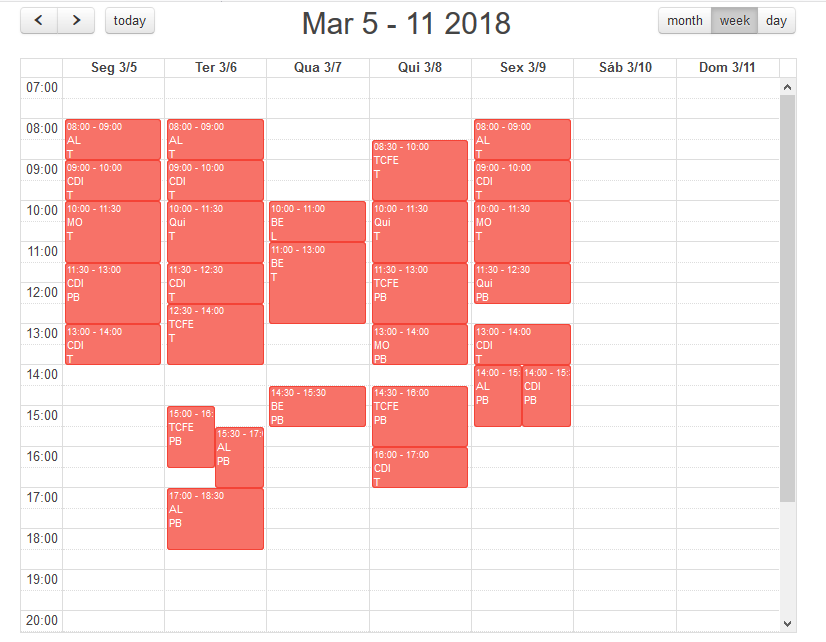 today
Mar 5 - 11 2018
month week day
Seg 3/5 Ter 3/6 Qua 3/7 Qui 3/8 Sex 3/9 Sáb 3/10 Dom 3/11
07:00
08:00
09:00
10:00
11:00
12:00
13:00
14:00
15:00
16:00
17:00
18:00
19:00
20:00
08:00 - 09:00
AL
T
09:00 - 10:00
CDI
T
10:00 - 11:30
MO
T
11:30 - 13:00
CDI
PB
13:00 - 14:00
CDI
T
08:00 - 09:00
AL
T
09:00 - 10:00
CDI
T
10:00 - 11:30
Qui
T
11:30 - 12:30
CDI
T
12:30 - 14:00
TCFE
T
15:00 - 16:
TCFE
PB
15:30 - 17:
AL
PB
17:00 - 18:30
AL
PB
10:00 - 11:00
BE
L
11:00 - 13:00
BE
T
14:30 - 15:30
BE
PB
08:30 - 10:00
TCFE
T
10:00 - 11:30
Qui
T
11:30 - 13:00
TCFE
PB
13:00 - 14:00
MO
PB
14:30 - 16:00
TCFE
PB
16:00 - 17:00
CDI
T
08:00 - 09:00
AL
T
09:00 - 10:00
CDI
T
10:00 - 11:30
MO
T
11:30 - 12:30
Qui
PB
13:00 - 14:00
CDI
T
14:00 - 15:
AL
PB
14:00 - 15:
CDI
PB